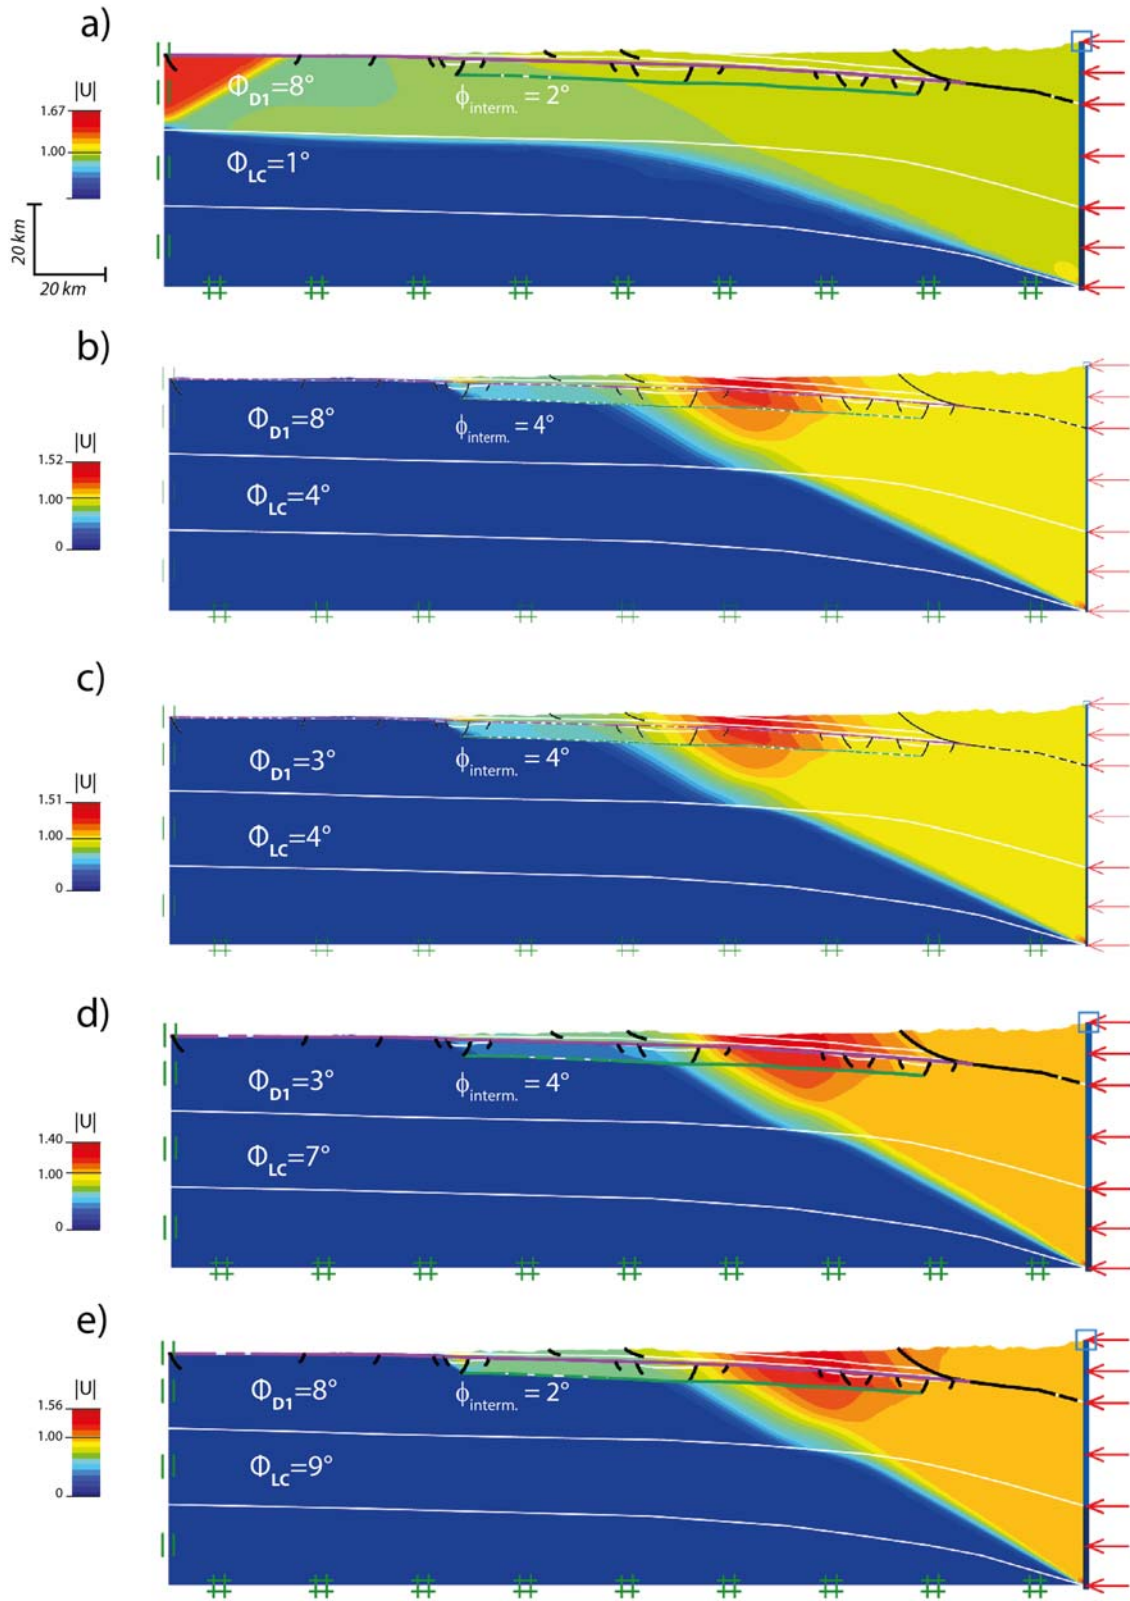 a)
|U|
1.67
1.00
20 km
20 km
Φ_D1=8°
ϕ_interm. = 2°
Φ_LC=1°
b)
|U|
1.52
1.00
0
Φ_D1=8°
ϕ_interm. = 4°
Φ_LC=4°
c)
|U|
1.51
1.00
0
Φ_D1=3°
ϕ_interm. = 4°
Φ_LC=4°
d)
|U|
1.40
1.00
0
Φ_D1=3°
ϕ_interm. = 4°
Φ_LC=7°
e)
|U|
1.56
1.00
0
Φ_D1=8°
ϕ_interm. = 2°
Φ_LC=9°